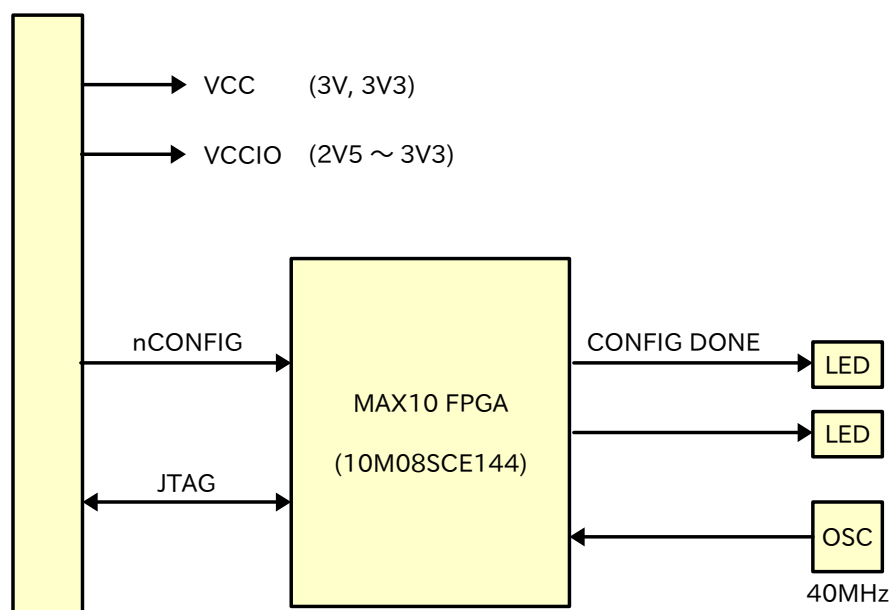 VCC (3V, 3V3)
VCCIO (2V5 ～ 3V3)
nCONFIG
CONFIG DONE
LED
MAX10 FPGA
LED
(10M08SCE144)
JTAG
OSC
40MHz